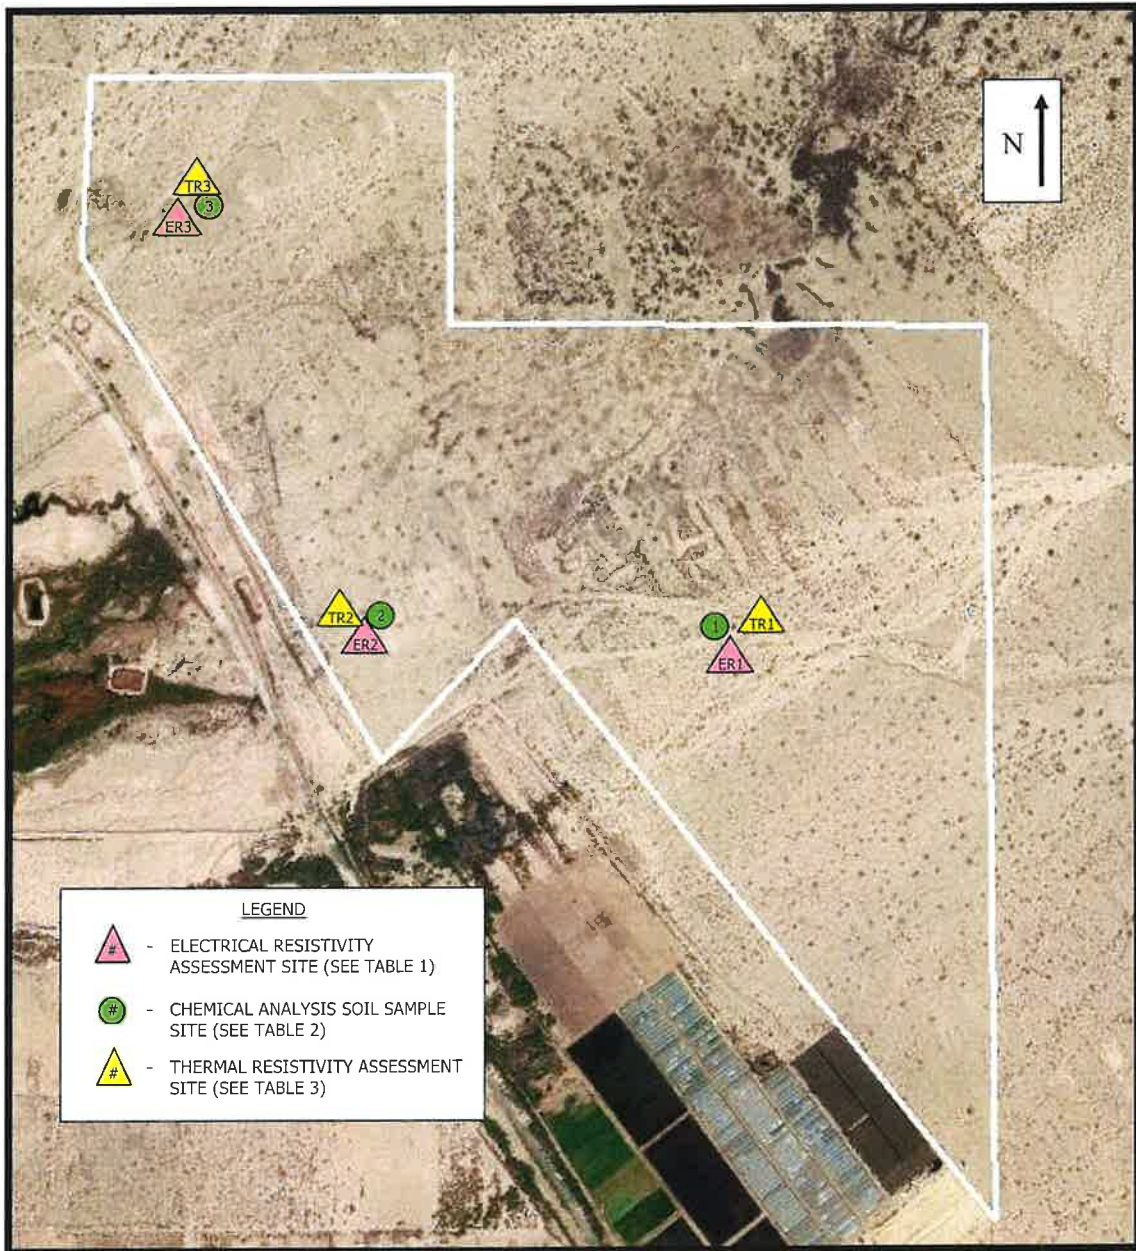 N
TR3
3
ER3
TR2
2
ER2
1
TR1
ER1
LEGEND
# - ELECTRICAL RESISTIVITY
ASSESSMENT SITE (SEE TABLE 1)
# - CHEMICAL ANALYSIS SOIL SAMPLE
SITE (SEE TABLE 2)
# - THERMAL RESISTIVITY ASSESSMENT
SITE (SEE TABLE 3)